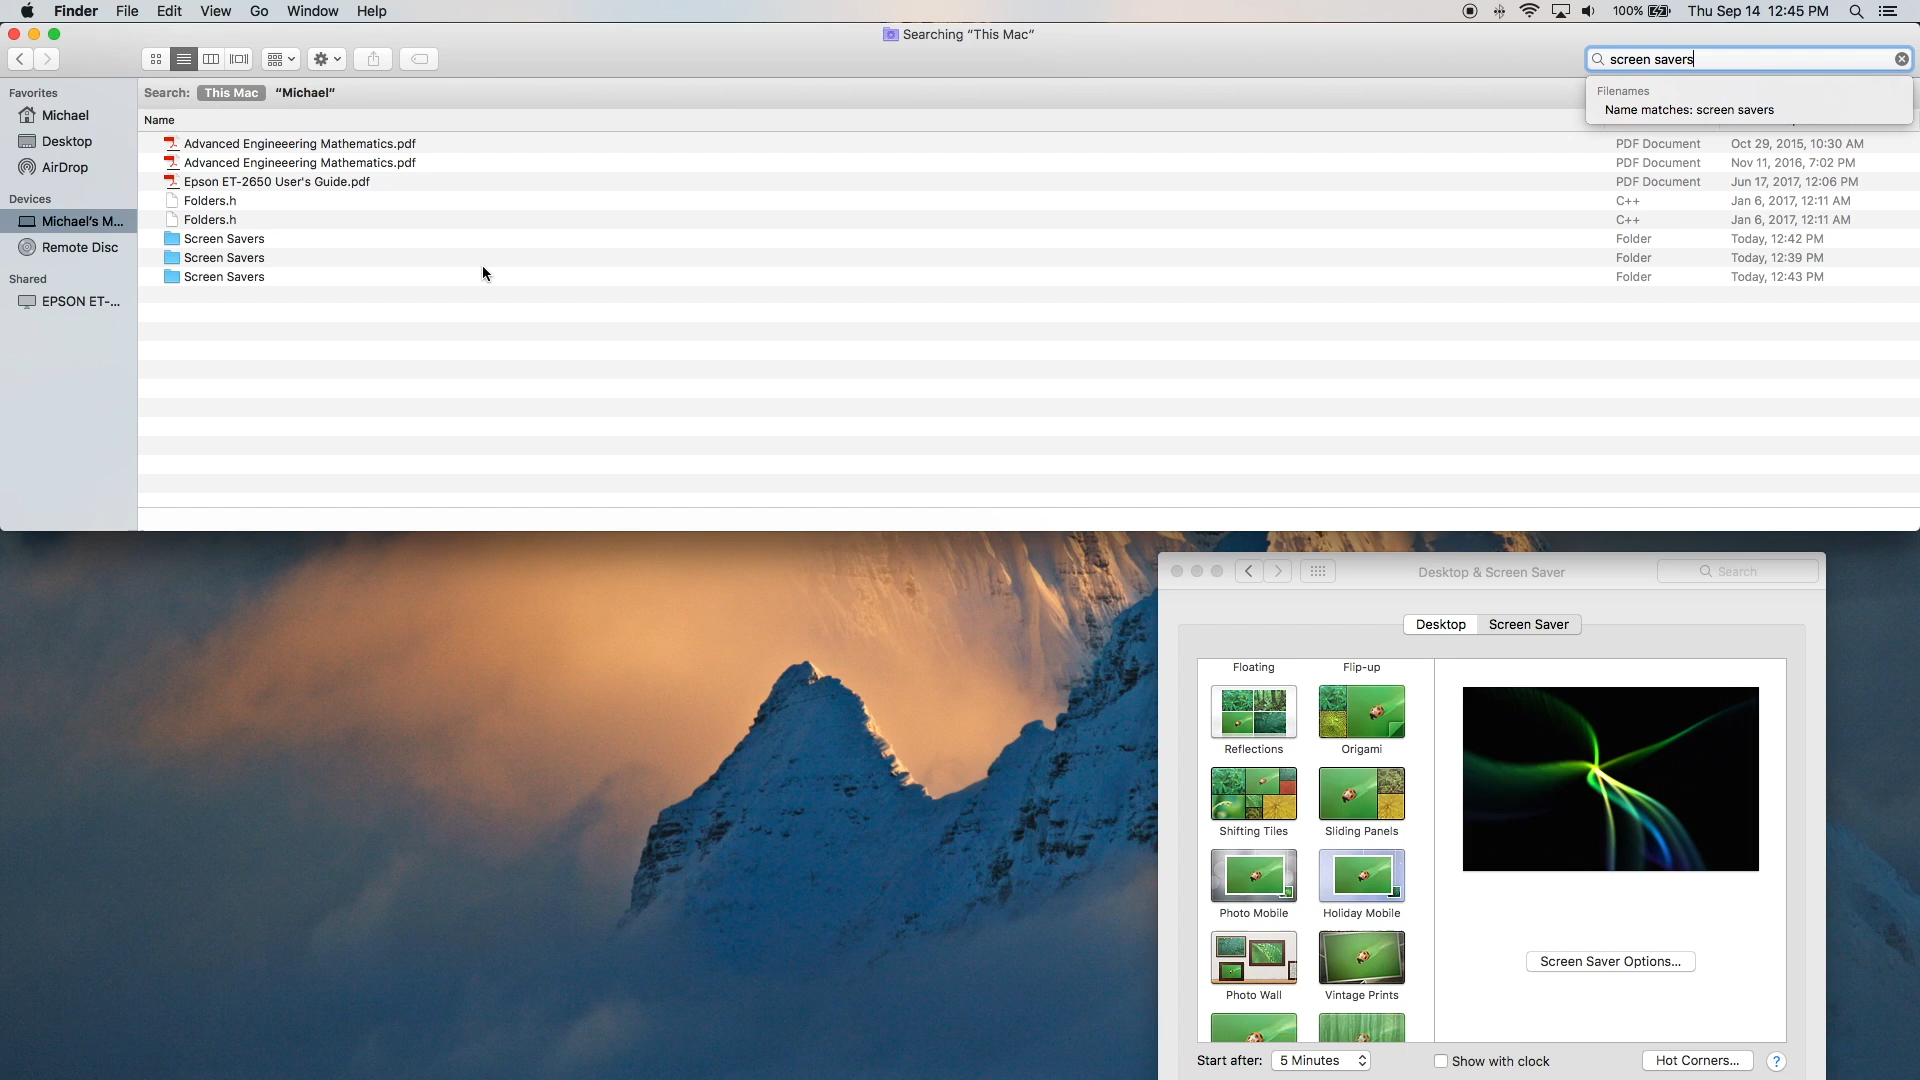 Finder File Edit View Go Window Help 100% Thu Sep 14 12:45 PM
Searching “This Mac”
screen savers
Filenames
Name matches: screen savers
Favorites
Michael
Desktop
AirDrop
Devices
Michael’s M...
Remote Disc
Shared
EPSON ET-...
Search: This Mac “Michael”
Name
Advanced Engineeering Mathematics.pdf PDF Document Oct 29, 2015, 10:30 AM
Advanced Engineeering Mathematics.pdf PDF Document Nov 11, 2016, 7:02 PM
Epson ET-2650 User's Guide.pdf PDF Document Jun 17, 2017, 12:06 PM
Folders.h C++ Jan 6, 2017, 12:11 AM
Folders.h C++ Jan 6, 2017, 12:11 AM
Screen Savers Folder Today, 12:42 PM
Screen Savers Folder Today, 12:39 PM
Screen Savers Folder Today, 12:43 PM
Desktop & Screen Saver
Search
Desktop Screen Saver
Floating Flip-up
Reflections Origami
Shifting Tiles Sliding Panels
Photo Mobile Holiday Mobile
Photo Wall Vintage Prints
Screen Saver Options...
Start after: 5 Minutes Show with clock Hot Corners... ?